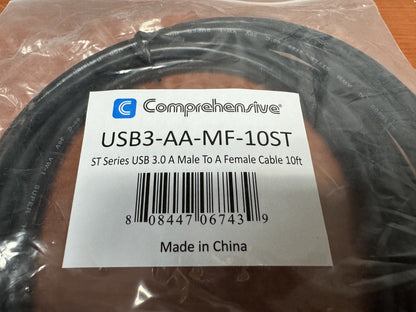 C Comprehensive®
USB3-AA-MF-10ST
ST Series USB 3.0 A Male To A Female Cable 10ft
8 08447 06743 9
Made in China
SUPER